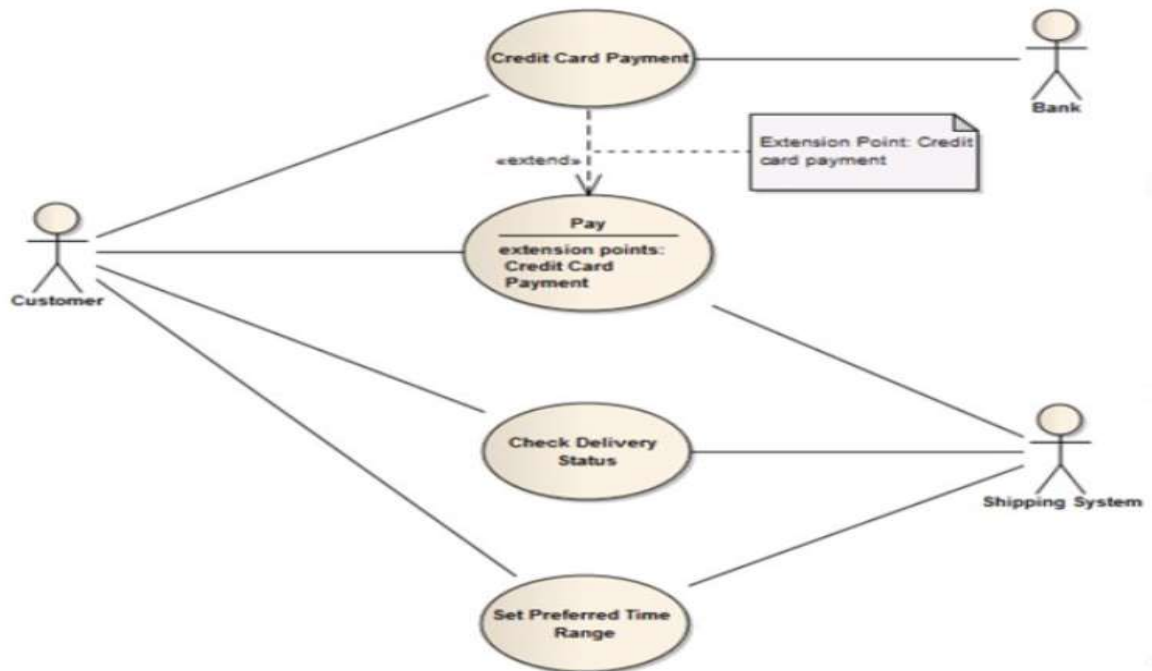 Credit Card Payment
Bank
Extension Point: Credit
card payment
«extend»
Pay
extension points:
Credit Card
Payment
Customer
Check Delivery
Status
Shipping System
Set Preferred Time
Range